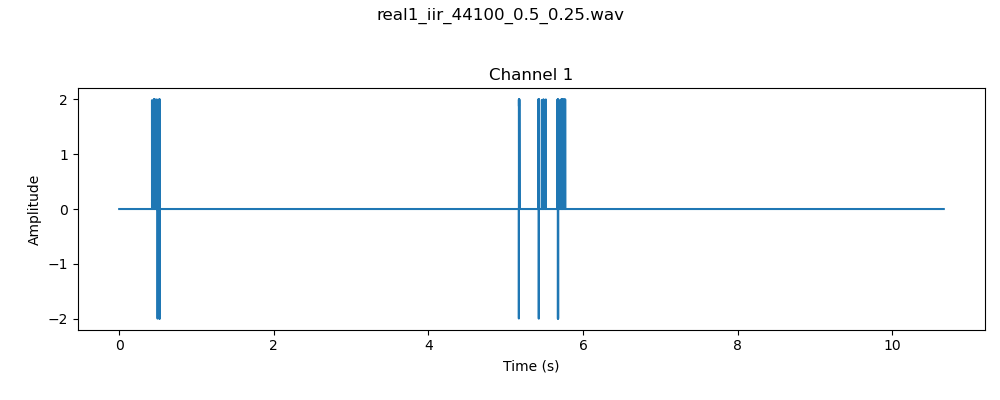 real1_iir_44100_0.5_0.25.wav
Channel 1
Amplitude
2
1
0
−1
−2
0 2 4 6 8 10
Time (s)